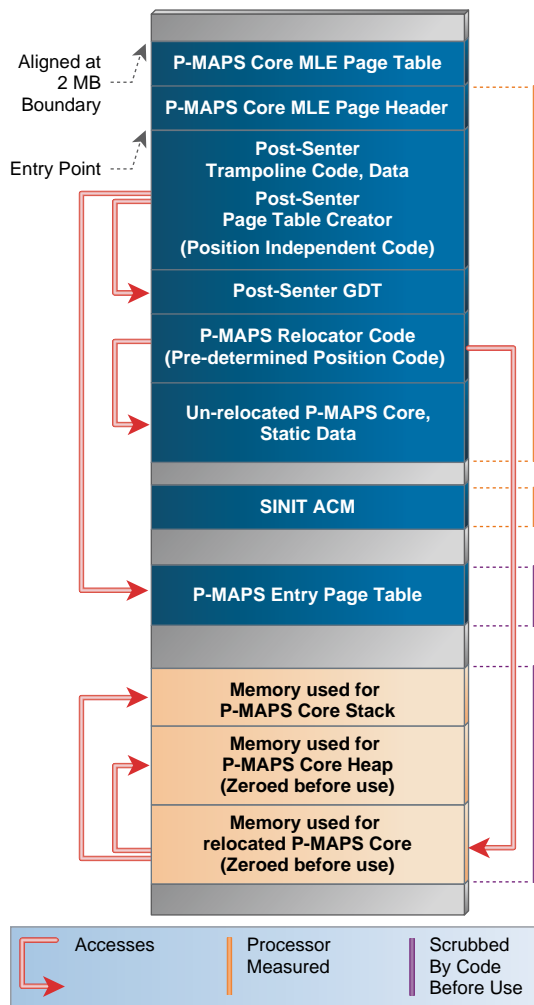 Aligned at
2 MB
Boundary
P-MAPS Core MLE Page Table
P-MAPS Core MLE Page Header
Entry Point
Post-Senter
Trampoline Code, Data
Post-Senter
Page Table Creator
(Position Independent Code)
Post-Senter GDT
P-MAPS Relocator Code
(Pre-determined Position Code)
Un-relocated P-MAPS Core,
Static Data
SINIT ACM
P-MAPS Entry Page Table
Memory used for
P-MAPS Core Stack
Memory used for
P-MAPS Core Heap
(Zeroed before use)
Memory used for
relocated P-MAPS Core
(Zeroed before use)
Accesses
Processor
Measured
Scrubbed
By Code
Before Use